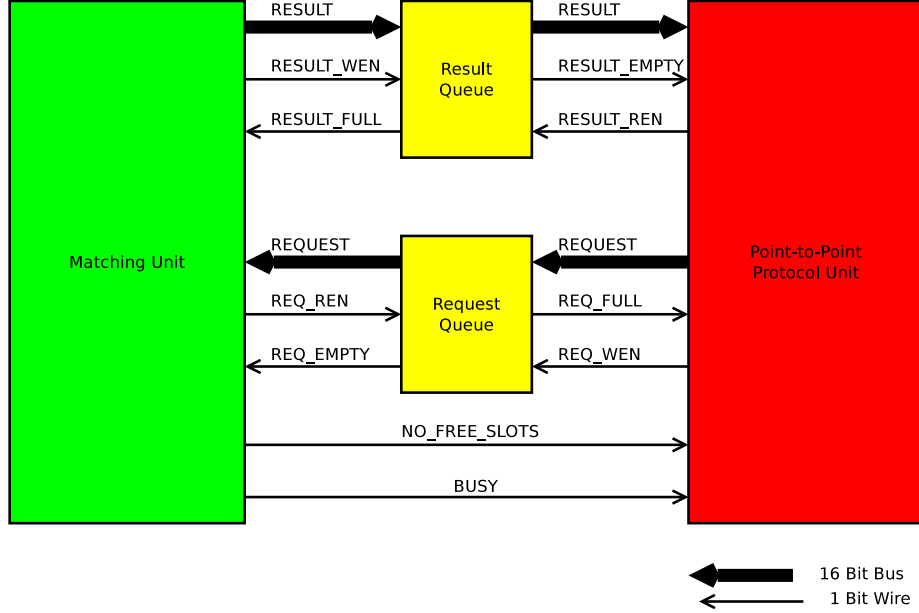 RESULT
RESULT
RESULT_WEN
Result
Queue
RESULT_EMPTY
RESULT_FULL
RESULT_REN
REQUEST
REQUEST
Matching Unit
Point-to-Point
Protocol Unit
REQ_REN
Request
Queue
REQ_FULL
REQ_EMPTY
REQ_WEN
NO_FREE_SLOTS
BUSY
16 Bit Bus
1 Bit Wire